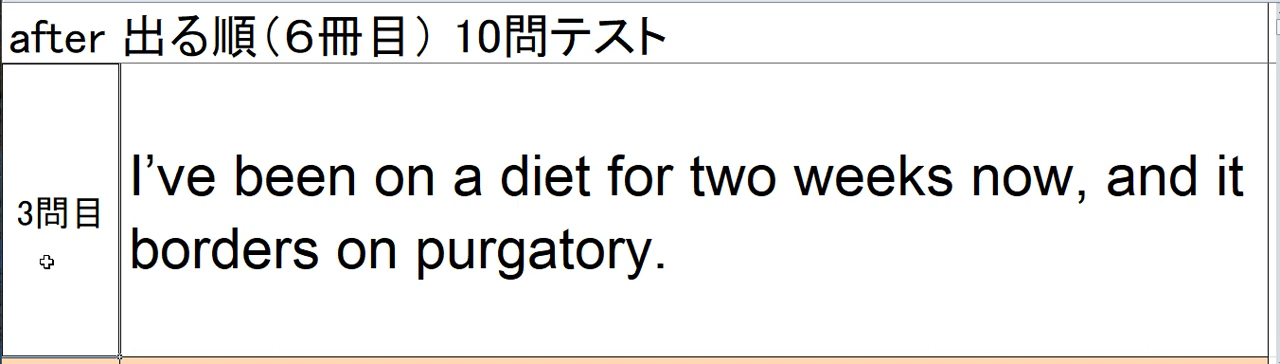 after 出る順（６冊目） 10問テスト
3問目
I’ve been on a diet for two weeks now, and it
borders on purgatory.